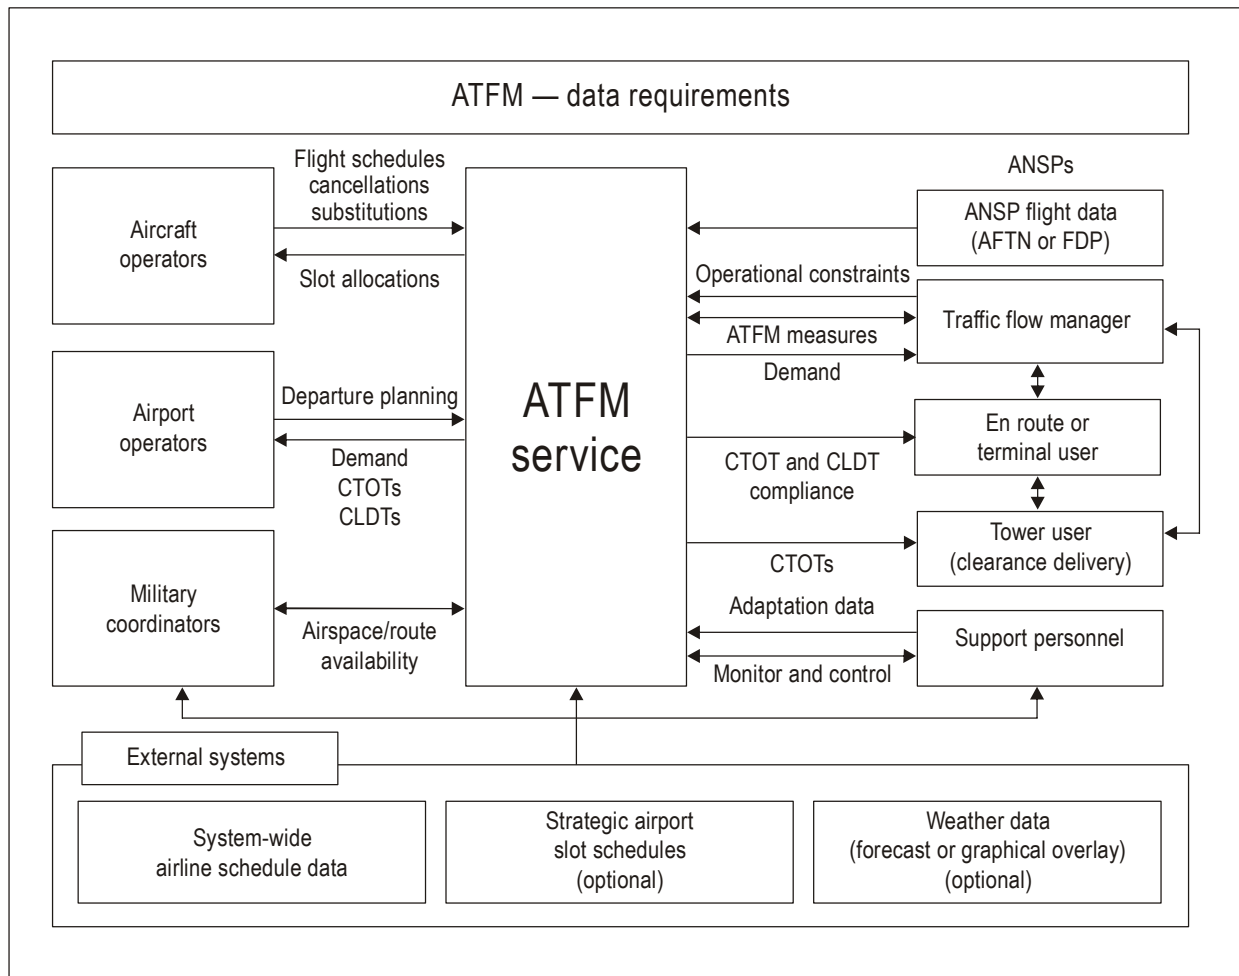 ATFM — data requirements
Aircraft
operators
Flight schedules
cancellations
substitutions
Slot allocations
Airport
operators
Departure planning
Demand
CTOTs
CLDTs
Military
coordinators
Airspace/route
availability
ATFM
service
ANSPs
ANSP flight data
(AFTN or FDP)
Operational constraints
ATFM measures
Demand
Traffic flow manager
CTOT and CLDT
compliance
En route or
terminal user
CTOTs
Tower user
(clearance delivery)
Adaptation data
Monitor and control
Support personnel
External systems
System-wide
airline schedule data
Strategic airport
slot schedules
(optional)
Weather data
(forecast or graphical overlay)
(optional)